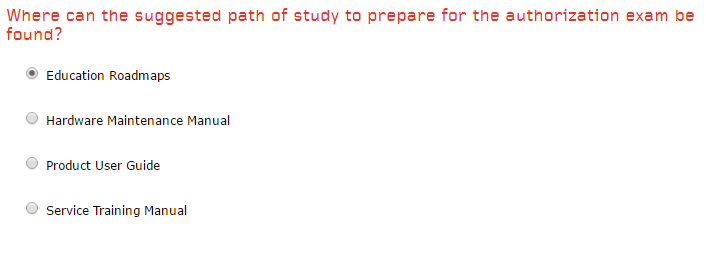 Where can the suggested path of study to prepare for the authorization exam be
found?
Education Roadmaps
Hardware Maintenance Manual
Product User Guide
Service Training Manual